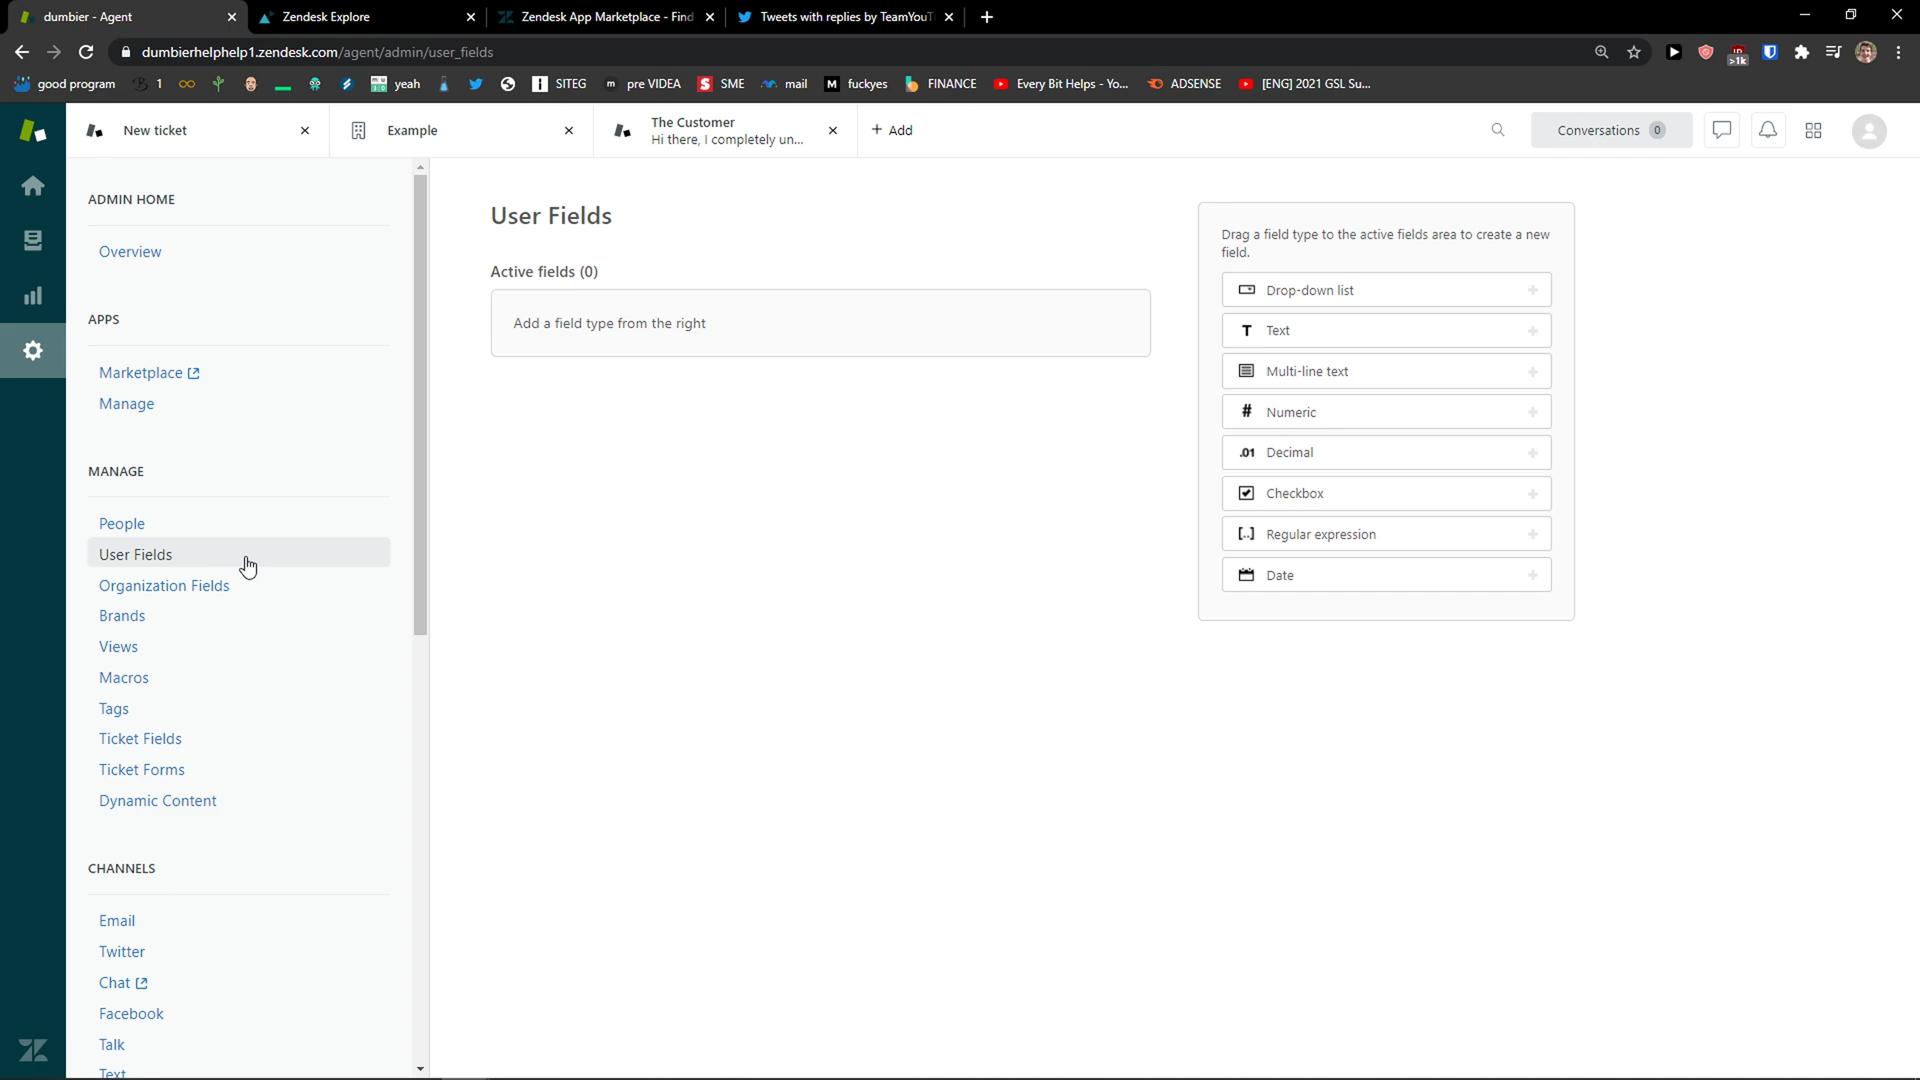 dumbier - Agent
Zendesk Explore
Zendesk App Marketplace - Find
Tweets with replies by TeamYouT
dumbierhelphelp1.zendesk.com/agent/admin/user_fields
>1k
good program
1
yeah
SITEG
pre VIDEA
SME
mail
fuckyes
FINANCE
Every Bit Helps - Yo...
ADSENSE
[ENG] 2021 GSL Su...
New ticket
Example
The Customer
Hi there, I completely un...
+ Add
Conversations 0
ADMIN HOME
Overview
APPS
Marketplace
Manage
MANAGE
People
User Fields
Organization Fields
Brands
Views
Macros
Tags
Ticket Fields
Ticket Forms
Dynamic Content
CHANNELS
Email
Twitter
Chat
Facebook
Talk
Text
User Fields
Active fields (0)
Add a field type from the right
Drag a field type to the active fields area to create a new
field.
Drop-down list
T Text
Multi-line text
# Numeric
.01 Decimal
Checkbox
[..] Regular expression
Date